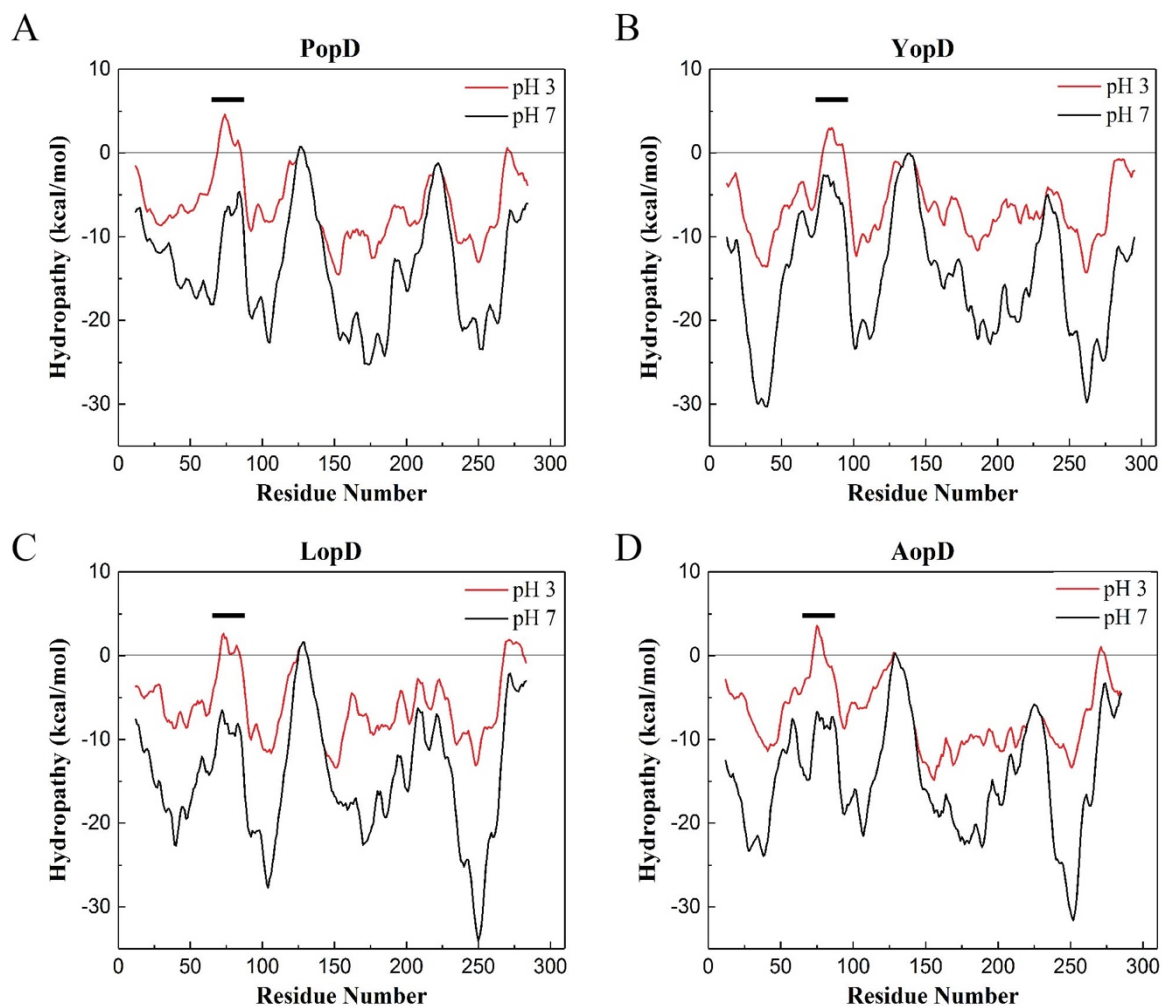 A
PopD
10
0
-10
-20
-30
Hydropathy (kcal/mol)
pH 3
pH 7
0 50 100 150 200 250 300
Residue Number
B
YopD
10
0
-10
-20
-30
Hydropathy (kcal/mol)
pH 3
pH 7
0 50 100 150 200 250 300
Residue Number
C
LopD
10
0
-10
-20
-30
Hydropathy (kcal/mol)
pH 3
pH 7
0 50 100 150 200 250 300
Residue Number
D
AopD
10
0
-10
-20
-30
Hydropathy (kcal/mol)
pH 3
pH 7
0 50 100 150 200 250 300
Residue Number